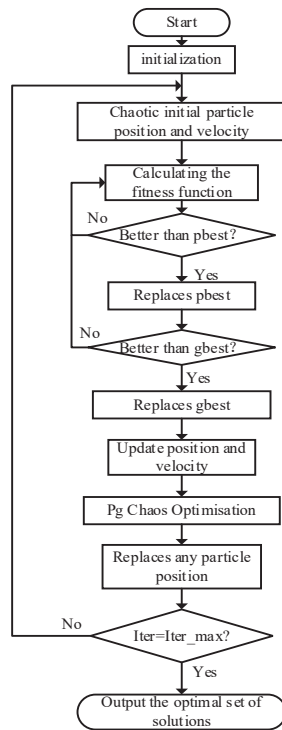 Start
initialization
Chaotic initial particle
position and velocity
Calculating the
fitness function
No
Better than pbest?
Yes
Replaces pbest
No
Better than gbest?
Yes
Replaces gbest
Update position and
velocity
Pg Chaos Optimisation
Replaces any particle
position
No
Iter=Iter_max?
Yes
Output the optimal set of
solutions